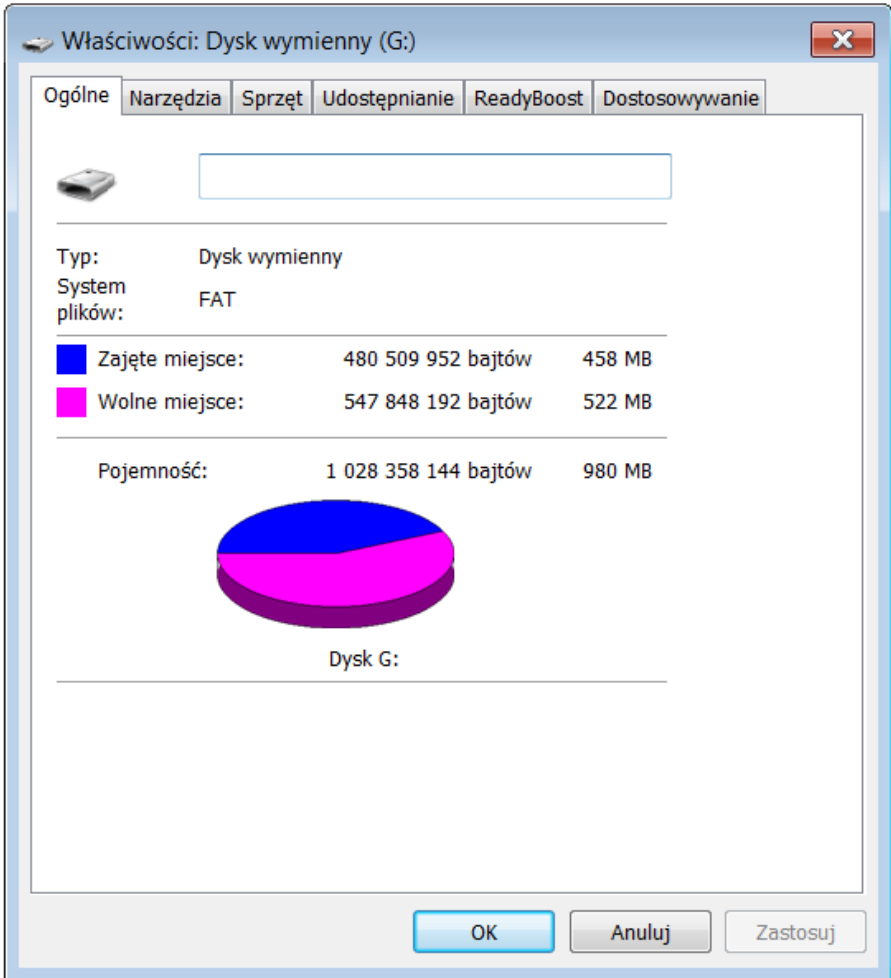 Właściwości: Dysk wymienny (G:)
Ogólne Narzędzia Sprzęt Udostępnianie ReadyBoost Dostosowywanie
Typ: Dysk wymienny
System
plików: FAT
Zajęte miejsce: 480 509 952 bajtów 458 MB
Wolne miejsce: 547 848 192 bajtów 522 MB
Pojemność: 1 028 358 144 bajtów 980 MB
Dysk G:
OK Anuluj Zastosuj